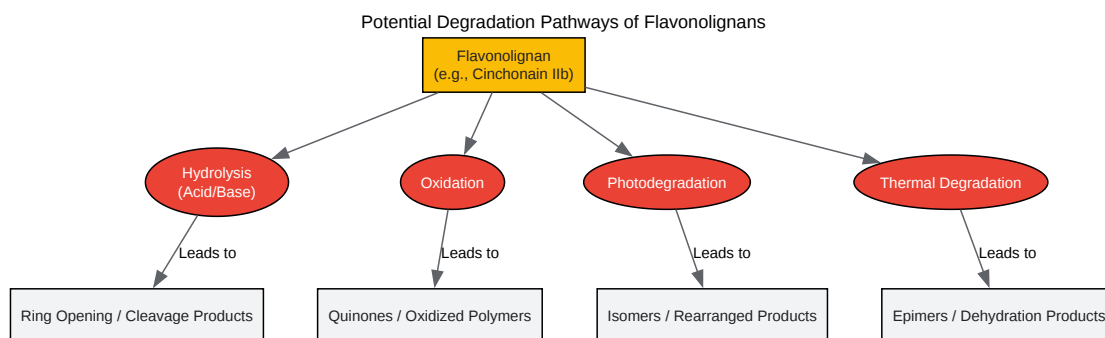 Potential Degradation Pathways of Flavonolignans
Flavonolignan
(e.g., Cinchonain IIb)
Hydrolysis
(Acid/Base)
Oxidation
Photodegradation
Thermal Degradation
Leads to
Leads to
Leads to
Leads to
Ring Opening / Cleavage Products
Quinones / Oxidized Polymers
Isomers / Rearranged Products
Epimers / Dehydration Products